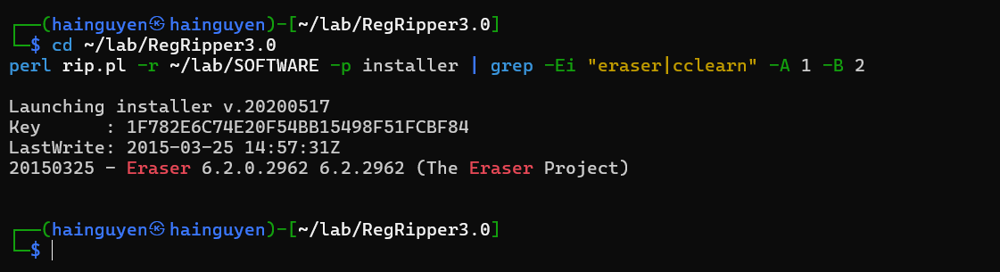 ┌──(hainguyen㉿hainguyen)-[~/lab/RegRipper3.0]
└─$ cd ~/lab/RegRipper3.0
perl rip.pl -r ~/lab/SOFTWARE -p installer | grep -Ei "eraser|cclearn" -A 1 -B 2
Launching installer v.20200517
Key      : 1F782E6C74E20F54BB15498F51FCBF84
LastWrite: 2015-03-25 14:57:31Z
20150325 - Eraser 6.2.0.2962 6.2.2962 (The Eraser Project)
┌──(hainguyen㉿hainguyen)-[~/lab/RegRipper3.0]
└─$